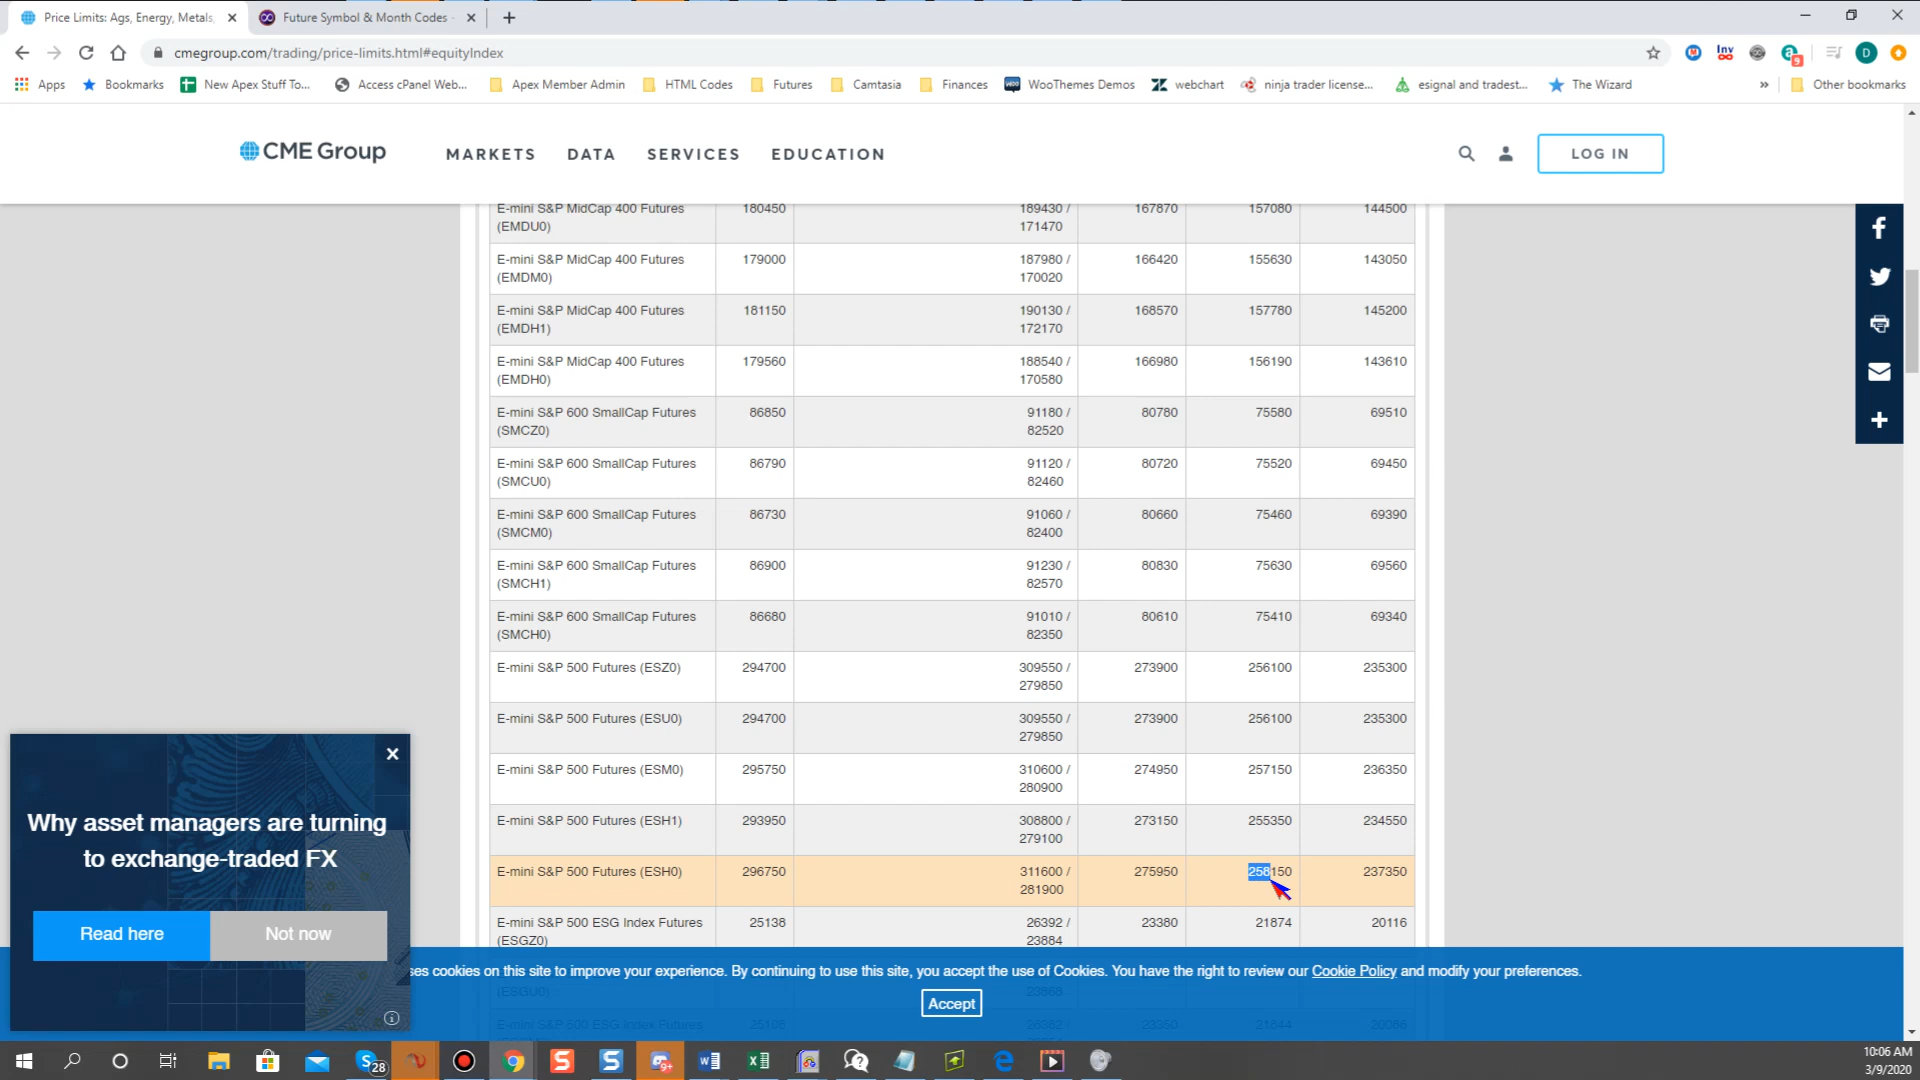 Price Limits: Ags, Energy, Metals,
Future Symbol & Month Codes
cmegroup.com/trading/price-limits.html#equityIndex
Inv
9
D
Apps
Bookmarks
New Apex Stuff To...
Access cPanel Web...
Apex Member Admin
HTML Codes
Futures
Camtasia
Finances
WooThemes Demos
webchart
ninja trader license...
esignal and tradest...
The Wizard
»
Other bookmarks
CME Group
MARKETS
DATA
SERVICES
EDUCATION
LOG IN
E-mini S&P MidCap 400 Futures 180450 189430 / 167870 157080 144500
(EMDU0) 171470
E-mini S&P MidCap 400 Futures 179000 187980 / 166420 155630 143050
(EMDM0) 170020
E-mini S&P MidCap 400 Futures 181150 190130 / 168570 157780 145200
(EMDH1) 172170
E-mini S&P MidCap 400 Futures 179560 188540 / 166980 156190 143610
(EMDH0) 170580
E-mini S&P 600 SmallCap Futures 86850 91180 / 80780 75580 69510
(SMCZ0) 82520
E-mini S&P 600 SmallCap Futures 86790 91120 / 80720 75520 69450
(SMCU0) 82460
E-mini S&P 600 SmallCap Futures 86730 91060 / 80660 75460 69390
(SMCM0) 82400
E-mini S&P 600 SmallCap Futures 86900 91230 / 80830 75630 69560
(SMCH1) 82570
E-mini S&P 600 SmallCap Futures 86680 91010 / 80610 75410 69340
(SMCH0) 82350
E-mini S&P 500 Futures (ESZ0) 294700 309550 / 273900 256100 235300
279850
E-mini S&P 500 Futures (ESU0) 294700 309550 / 273900 256100 235300
279850
E-mini S&P 500 Futures (ESM0) 295750 310600 / 274950 257150 236350
280900
E-mini S&P 500 Futures (ESH1) 293950 308800 / 273150 255350 234550
279100
E-mini S&P 500 Futures (ESH0) 296750 311600 / 275950 258150 237350
281900
E-mini S&P 500 ESG Index Futures 25138 26392 / 23380 21874 20116
(ESGZ0) 23884
Why asset managers are turning
to exchange-traded FX
Read here
Not now
ses cookies on this site to improve your experience. By continuing to use this site, you accept the use of Cookies. You have the right to review our Cookie Policy and modify your preferences.
(ESGU0) 23868
Accept
E-mini S&P 500 ESG Index Futures
28
9+
10:06 AM
3/9/2020